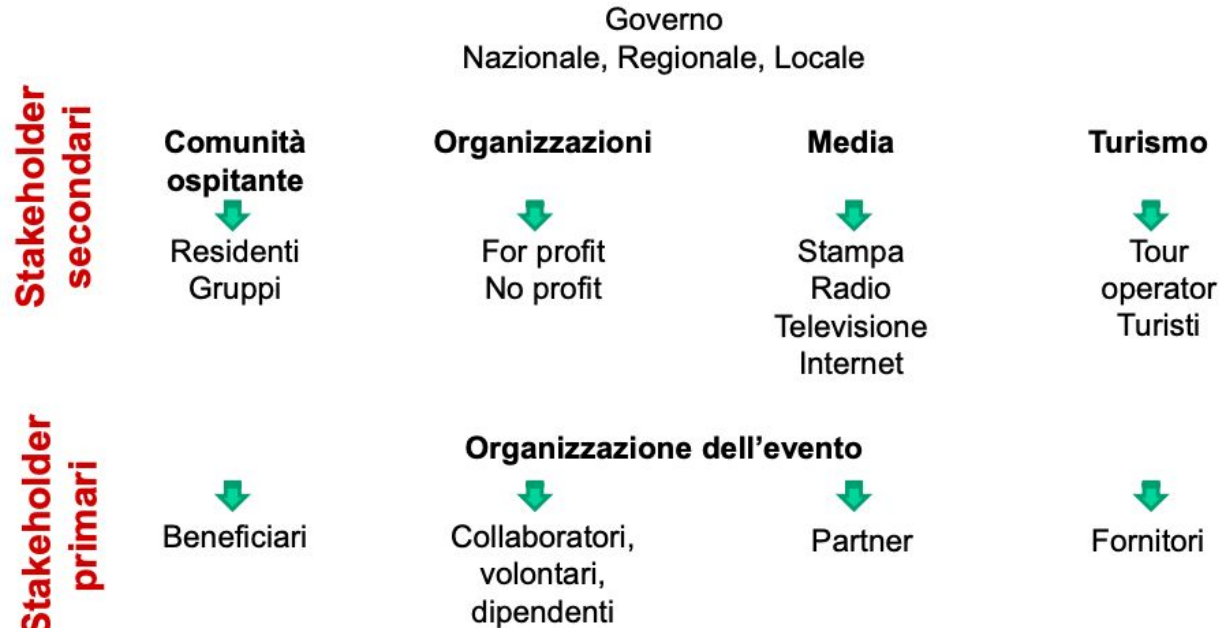 Governo
Nazionale, Regionale, Locale
Stakeholder
secondari
Comunità
ospitante
Organizzazioni
Media
Turismo
Residenti
Gruppi
For profit
No profit
Stampa
Radio
Televisione
Internet
Tour
operator
Turisti
Stakeholder
primari
Organizzazione dell’evento
Beneficiari
Collaboratori,
volontari,
dipendenti
Partner
Fornitori